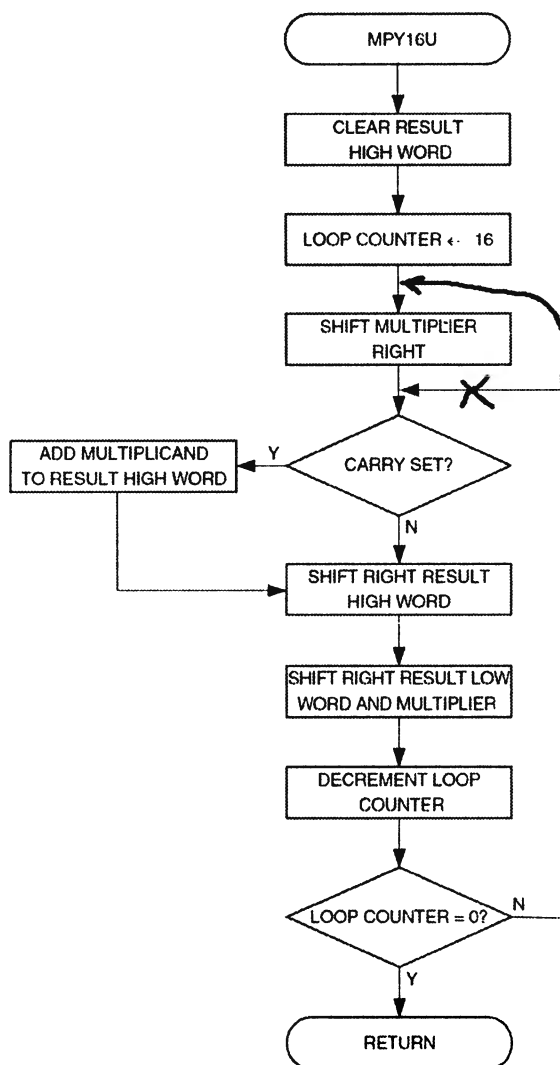 MPY16U
CLEAR RESULT
HIGH WORD
LOOP COUNTER ← 16
SHIFT MULTIPLIER
RIGHT
CARRY SET?
Y
ADD MULTIPLICAND
TO RESULT HIGH WORD
N
SHIFT RIGHT RESULT
HIGH WORD
SHIFT RIGHT RESULT LOW
WORD AND MULTIPLIER
DECREMENT LOOP
COUNTER
LOOP COUNTER = 0?
N
Y
RETURN